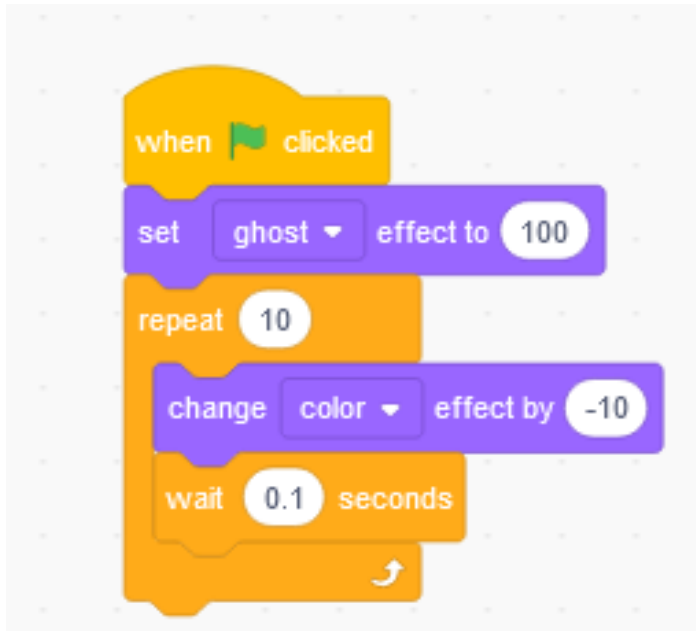 when clicked
set ghost effect to 100
repeat 10
change color effect by -10
wait 0.1 seconds